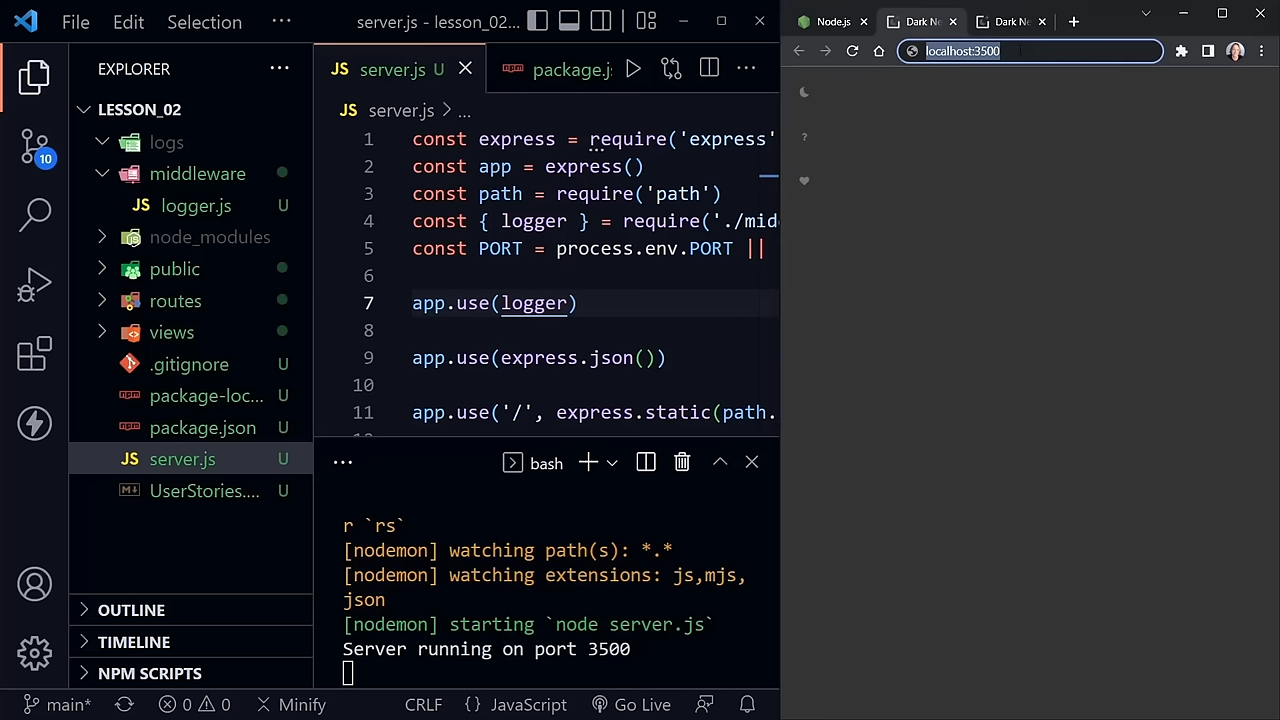 File Edit Selection ··· server.js - lesson_02...
EXPLORER ···
LESSON_02
logs
middleware
JS logger.js U
node_modules
public
routes
views
.gitignore U
package-loc... U
package.json U
JS server.js U
UserStories.... U
OUTLINE
TIMELINE
NPM SCRIPTS
10
JS server.js U
package.j
···
JS server.js > ...
1 const express = require('express'
2 const app = express()
3 const path = require('path')
4 const { logger } = require('./mid
5 const PORT = process.env.PORT ||
6
7 app.use(logger)
8
9 app.use(express.json())
10
11 app.use('/', express.static(path.
··· bash
r `rs`
[nodemon] watching path(s): *.*
[nodemon] watching extensions: js,mjs,
json
[nodemon] starting `node server.js`
Server running on port 3500
main* 0 0 Minify CRLF {} JavaScript Go Live
Node.js Dark Ne Dark Ne
localhost:3500
?